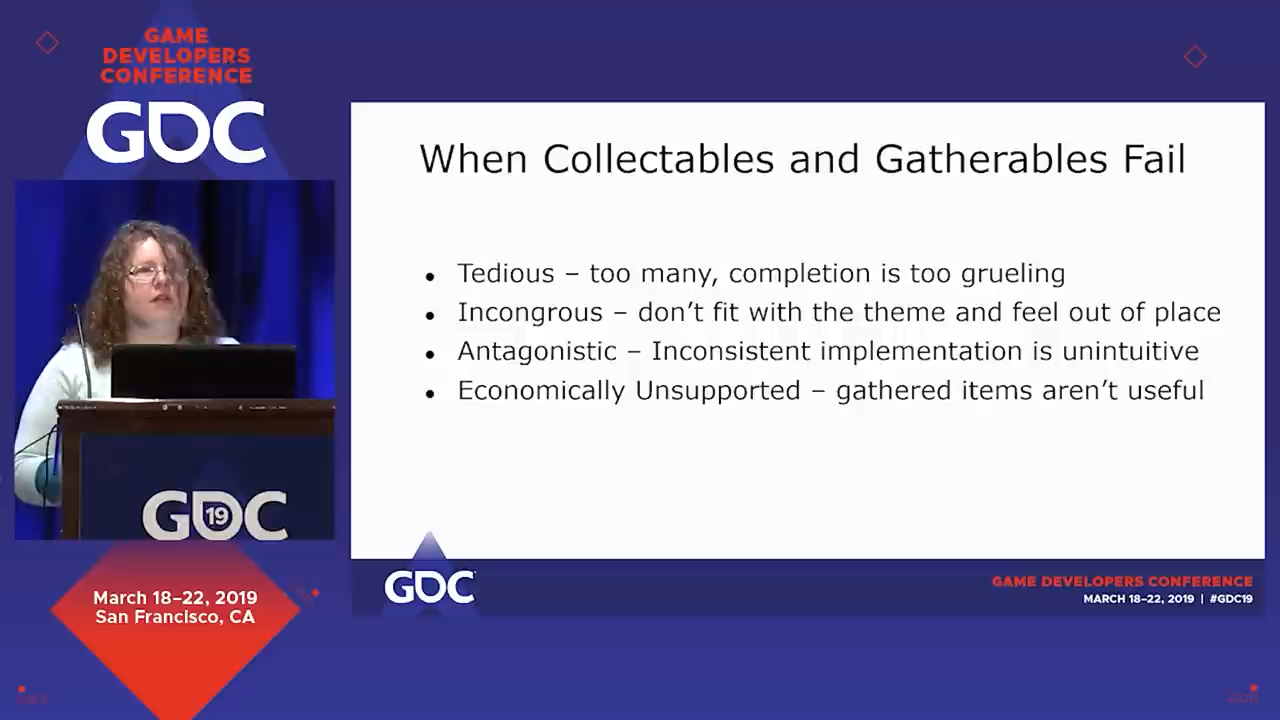 GAME
DEVELOPERS
CONFERENCE
GDC
When Collectables and Gatherables Fail
• Tedious – too many, completion is too grueling
• Incongrous – don’t fit with the theme and feel out of place
• Antagonistic – Inconsistent implementation is unintuitive
• Economically Unsupported – gathered items aren’t useful
GDC
19
March 18–22, 2019
San Francisco, CA
GDC
GAME DEVELOPERS CONFERENCE
MARCH 18–22, 2019 | #GDC19